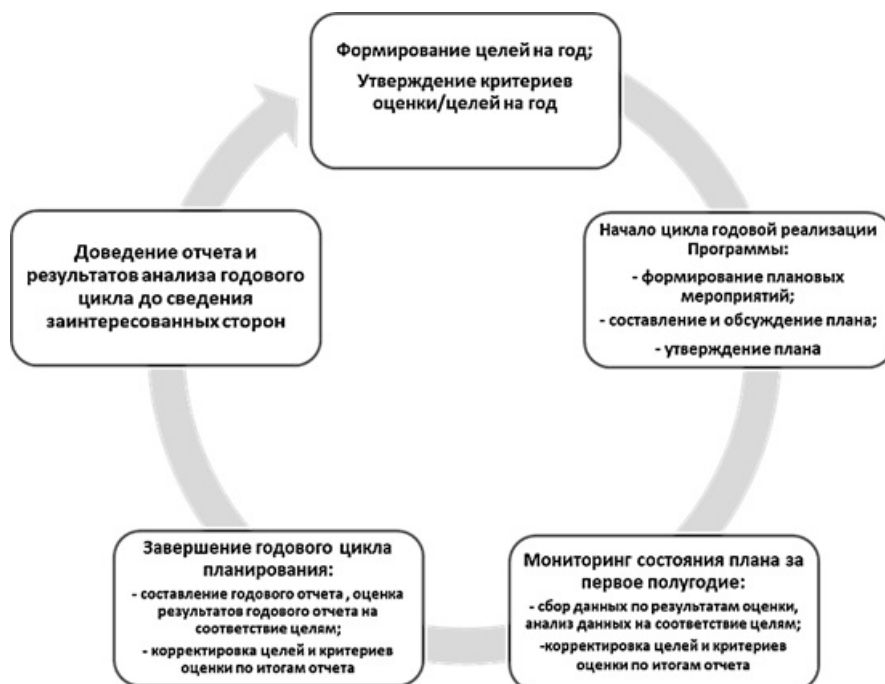 Формирование целей на год;
Утверждение критериев
оценки/целей на год
Начало цикла годовой реализации
Программы:
- формирование плановых
мероприятий;
- составление и обсуждение плана;
- утверждение плана
Мониторинг состояния плана за
первое полугодие:
- сбор данных по результатам оценки,
анализ данных на соответствие целям;
-корректировка целей и критериев
оценки по итогам отчета
Завершение годового цикла
планирования:
- составление годового отчета , оценка
результатов годового отчета на
соответствие целям;
- корректировка целей и критериев
оценки по итогам отчета
Доведение отчета и
результатов анализа годового
цикла до сведения
заинтересованных сторон